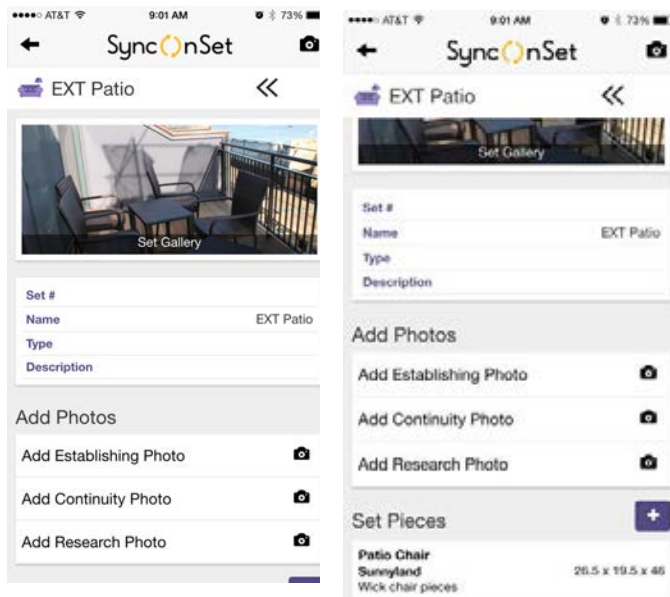 AT&T 9:01 AM 73%
SyncOnSet
EXT Patio
Set Gallery
Set #
Name EXT Patio
Type
Description
Add Photos
Add Establishing Photo
Add Continuity Photo
Add Research Photo
AT&T 9:01 AM 73%
SyncOnSet
EXT Patio
Set Gallery
Set #
Name EXT Patio
Type
Description
Add Photos
Add Establishing Photo
Add Continuity Photo
Add Research Photo
Set Pieces
Patio Chair
Sunnyland 26.5 x 19.5 x 46
Wick chair pieces